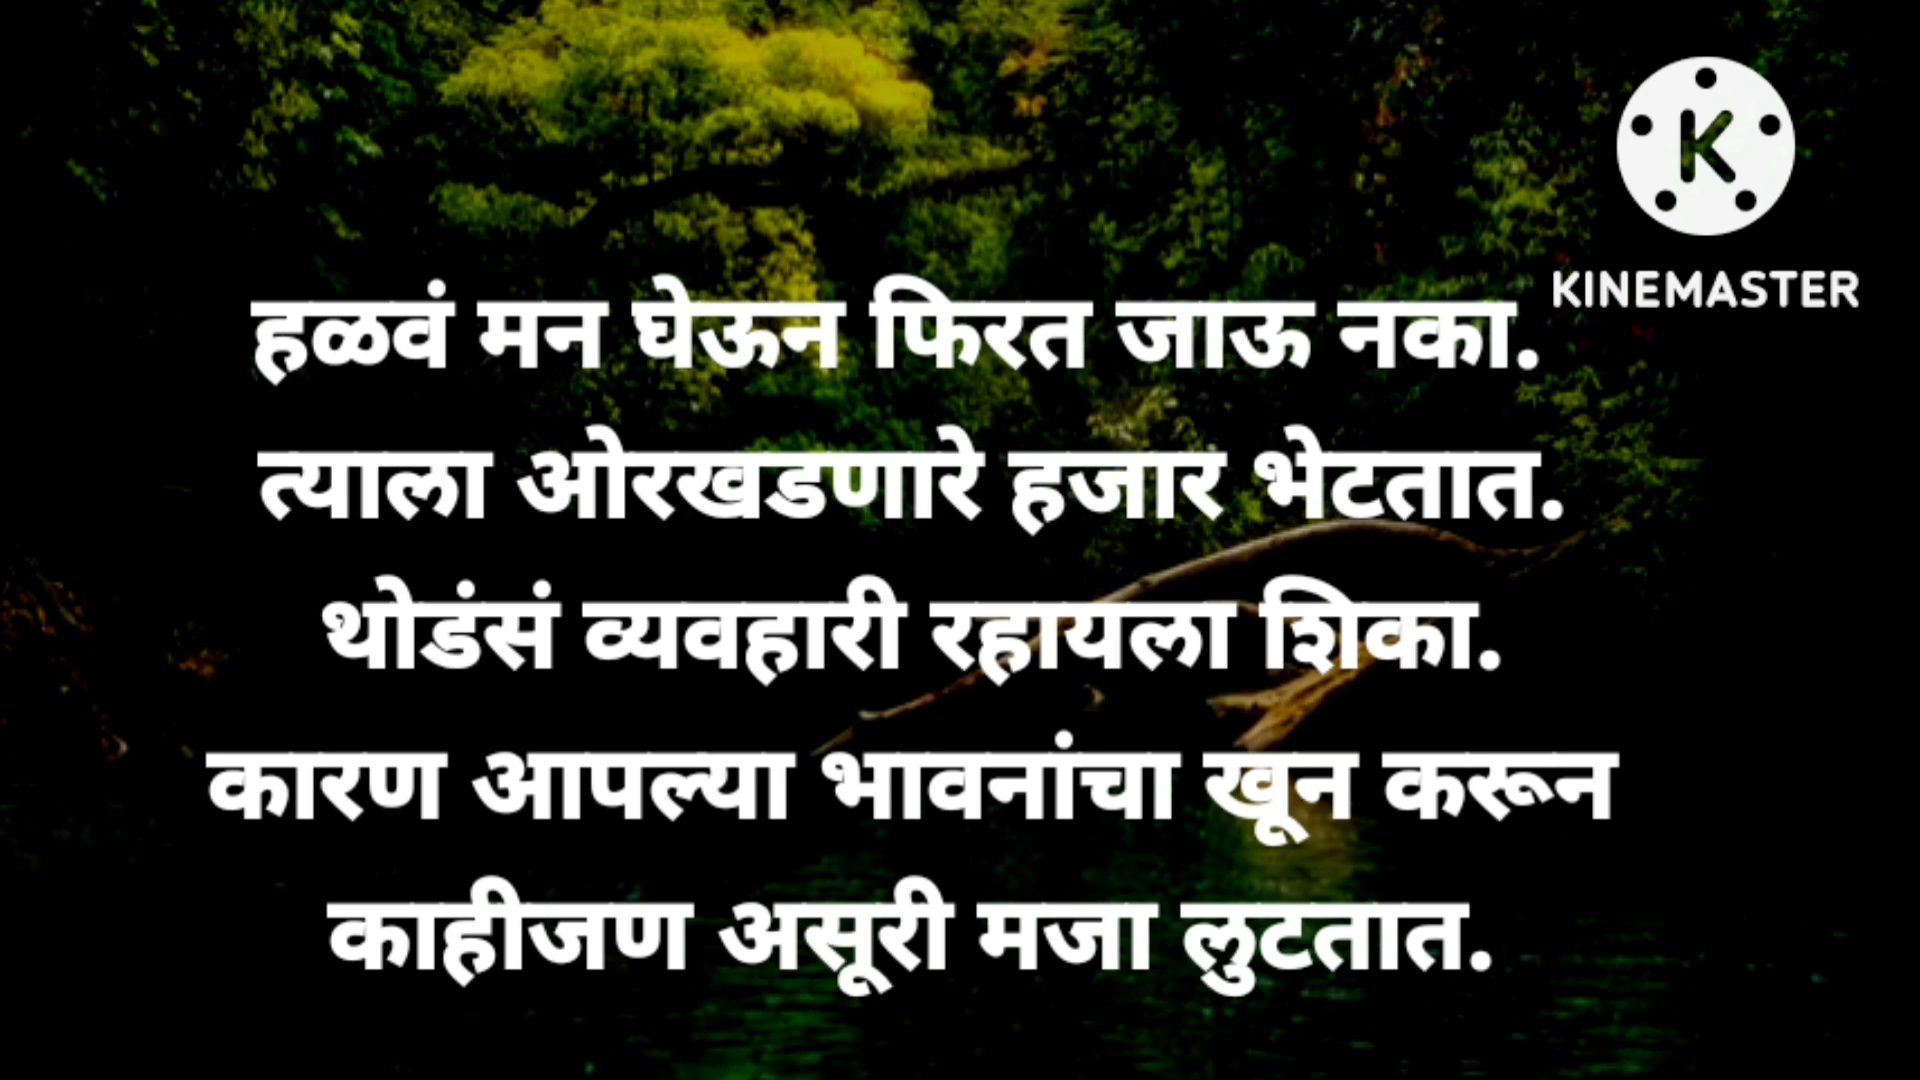 KINEMASTER
हळवं मन घेऊन फिरत जाऊ नका.
त्याला ओरखडणारे हजार भेटतात.
थोडंसं व्यवहारी रहायला शिका.
कारण आपल्या भावनांचा खून करून
काहीजण असूरी मजा लुटतात.